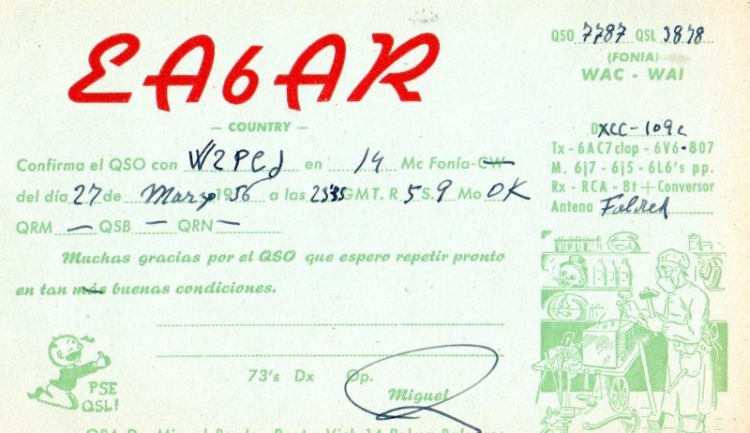 QSO 7787 QSL 3878
(FONIA)
WAC - WAI
EA6AR
— COUNTRY —
DXCC-109c
Confirma el QSO con W2PCJ en 14 Mc Fonía-CW
del día 27 de Marzo 1956 a las 2335 GMT. R 5 S. 9 Mo OK
QRM — QSB — QRN —
Tx - 6AC7 clap - 6V6 - 807
M. 6j7 - 6j5 - 6L6's pp.
Rx - RCA - 8t + Conversor
Antena
Muchas gracias por el QSO que espero repetir pronto
en tan más buenas condiciones.
73's Dx Op.
Miguel
PSE
QSL!